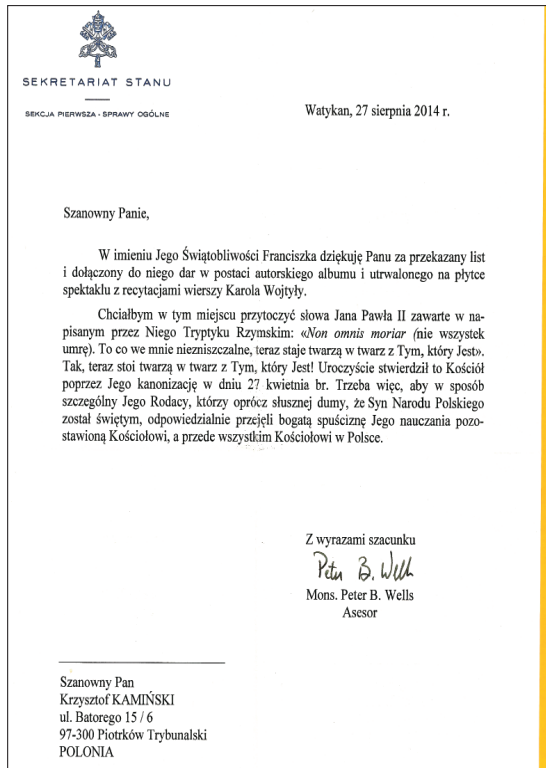 SEKRETARIAT STANU
SEKCJA PIERWSZA - SPRAWY OGÓLNE
Watykan, 27 sierpnia 2014 r.
Szanowny Panie,
W imieniu Jego Świątobliwości Franciszka dziękuję Panu za przekazany list
i dołączony do niego dar w postaci autorskiego albumu i utrwalonego na płytce
spektaklu z recytacjami wierszy Karola Wojtyły.
Chciałbym w tym miejscu przytoczyć słowa Jana Pawła II zawarte w na-
pisanym przez Niego Tryptyku Rzymskim: «Non omnis moriar (nie wszystek
umrę). To co we mnie niezniszczalne, teraz staje twarzą w twarz z Tym, który Jest».
Tak, teraz stoi twarzą w twarz z Tym, który Jest! Uroczyście stwierdził to Kościół
poprzez Jego kanonizację w dniu 27 kwietnia br. Trzeba więc, aby w sposób
szczególny Jego Rodacy, którzy oprócz słusznej dumy, że Syn Narodu Polskiego
został świętym, odpowiedzialnie przejęli bogatą spuściznę Jego nauczania pozo-
stawioną Kościołowi, a przede wszystkim Kościołowi w Polsce.
Z wyrazami szacunku
Peter B. Wells
Mons. Peter B. Wells
Asesor
Szanowny Pan
Krzysztof KAMIŃSKI
ul. Batorego 15 / 6
97-300 Piotrków Trybunalski
POLONIA